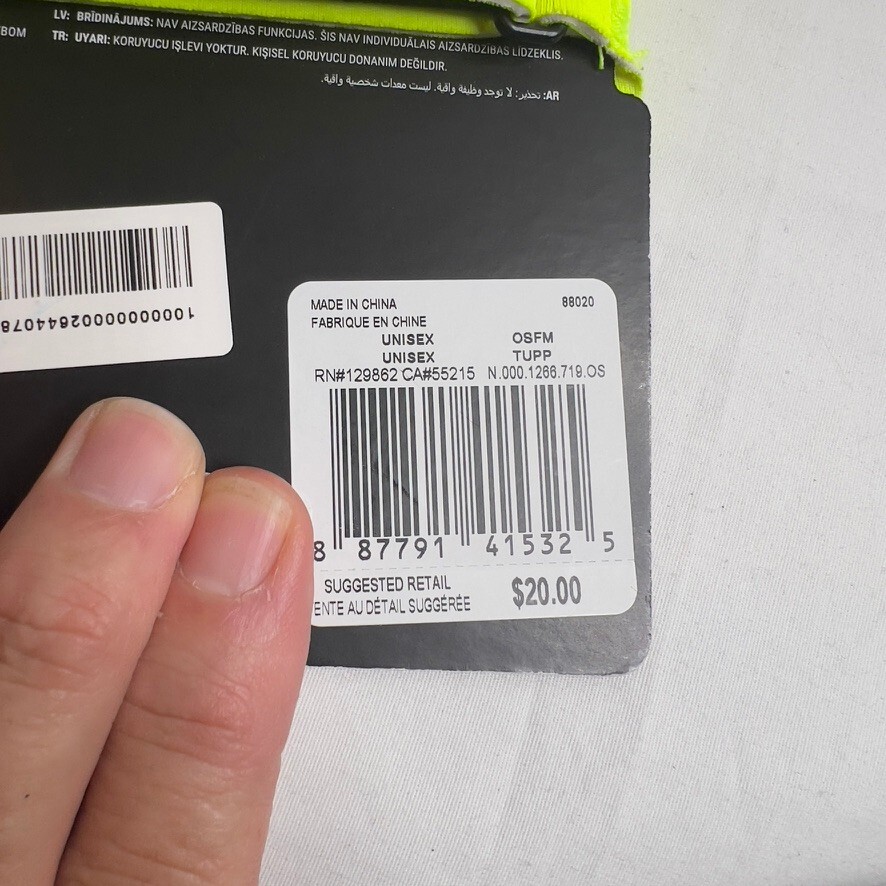 LV: BRĪDINĀJUMS: NAV AIZSARDZĪBAS FUNKCIJAS. ŠIS NAV INDIVIDUĀLAIS AIZSARDZĪBAS LĪDZEKLIS.
TR: UYARI: KORUYUCU IŞLEVI YOKTUR. KIŞISEL KORUYUCU DONANIM DEĞILDIR.
AR: تحذير: لا توجد وظيفة واقية. ليست معدات شخصية واقية.
MADE IN CHINA 88020
FABRIQUE EN CHINE
UNISEX OSFM
UNISEX TUPP
RN#129862 CA#55215 N.000.1266.719.OS
8 87791 41532 5
SUGGESTED RETAIL $20.00
ENTE AU DÉTAIL SUGGÉRÉE